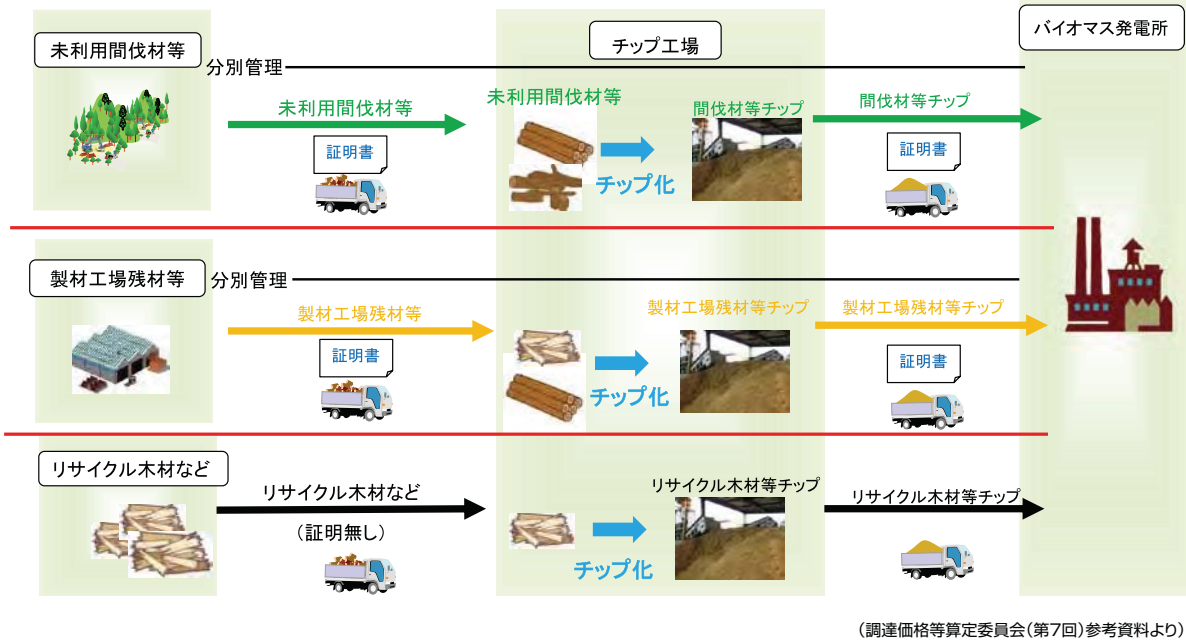 未利用間伐材等
チップ工場
バイオマス発電所
分別管理
未利用間伐材等
未利用間伐材等
間伐材等チップ
間伐材等チップ
証明書
チップ化
証明書
製材工場残材等
分別管理
製材工場残材等
製材工場残材等チップ
製材工場残材等チップ
証明書
チップ化
証明書
リサイクル木材など
リサイクル木材など
(証明無し)
リサイクル木材等チップ
リサイクル木材等チップ
チップ化
(調達価格等算定委員会(第7回)参考資料より)